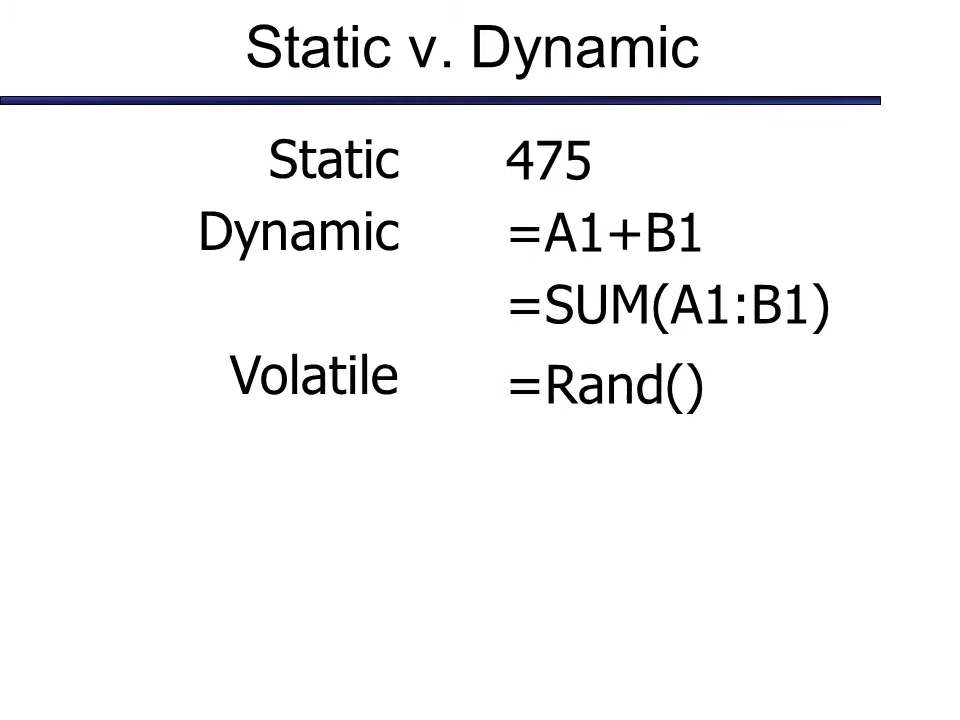 Static v. Dynamic
Static 475
Dynamic =A1+B1
=SUM(A1:B1)
Volatile =Rand()